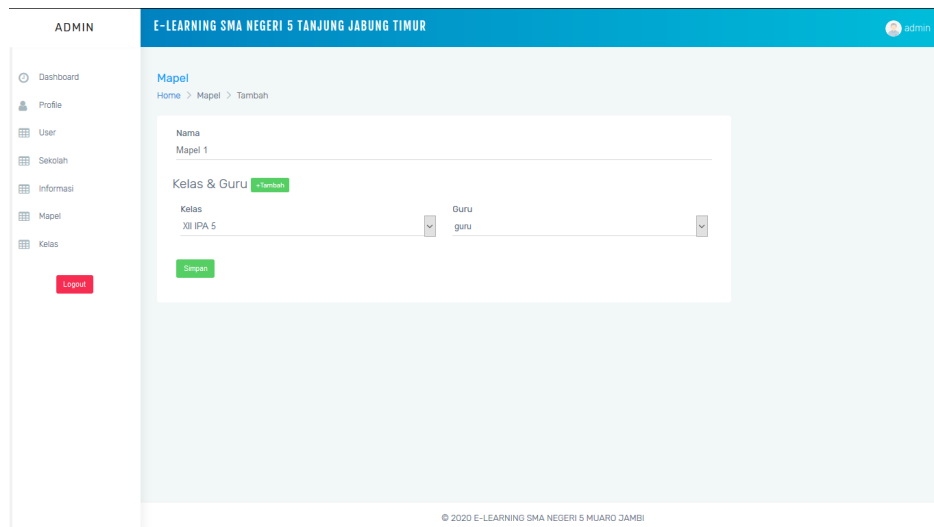 ADMIN
E-LEARNING SMA NEGERI 5 TANJUNG JABUNG TIMUR
admin
Dashboard
Profile
User
Sekolah
Informasi
Mapel
Kelas
Logout
Mapel
Home > Mapel > Tambah
Nama
Mapel 1
Kelas & Guru +Tambah
Kelas Guru
XII IPA 5 guru
Simpan
© 2020 E-LEARNING SMA NEGERI 5 MUARO JAMBI